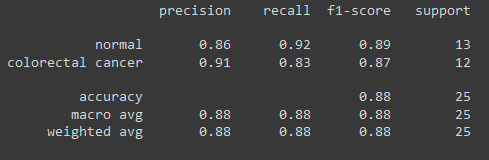 precision recall f1-score support
normal 0.86 0.92 0.89 13
colorectal cancer 0.91 0.83 0.87 12
accuracy 0.88 25
macro avg 0.88 0.88 0.88 25
weighted avg 0.88 0.88 0.88 25